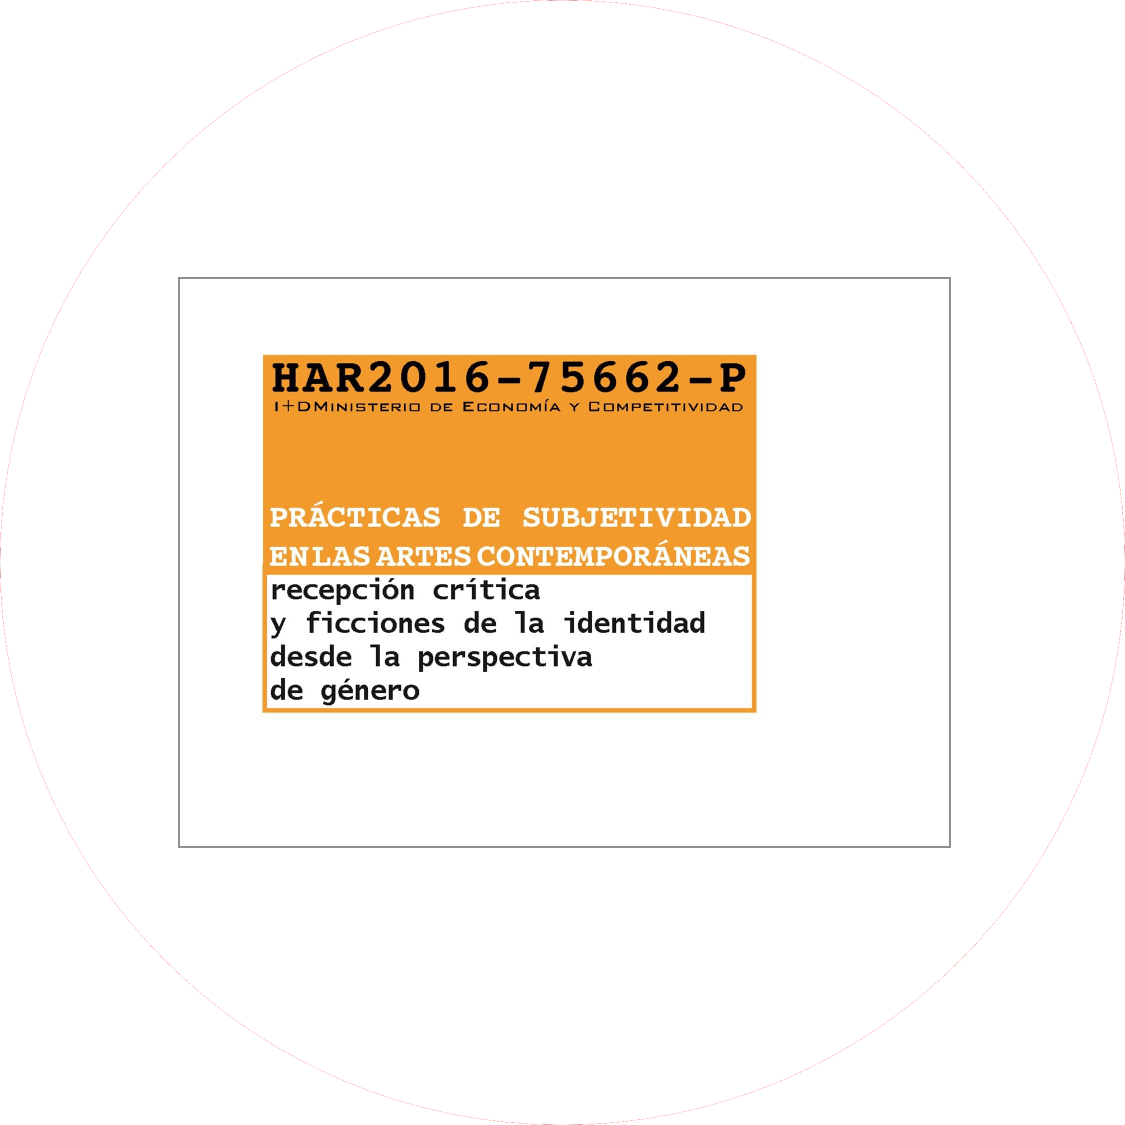 HAR2016-75662-P
I+DMinisterio de Economía y Competitividad
PRÁCTICAS DE SUBJETIVIDAD
EN LAS ARTES CONTEMPORÁNEAS
recepción crítica
y ficciones de la identidad
desde la perspectiva
de género